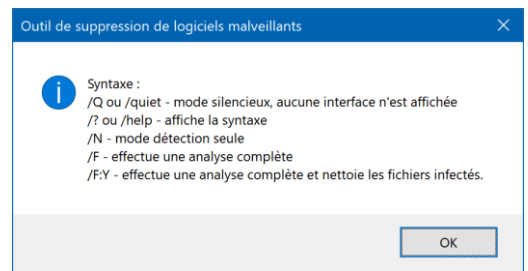 Outil de suppression de logiciels malveillants
Syntaxe :
/Q ou /quiet - mode silencieux, aucune interface n'est affichée
/? ou /help - affiche la syntaxe
/N - mode détection seule
/F - effectue une analyse complète
/F:Y - effectue une analyse complète et nettoie les fichiers infectés.
OK